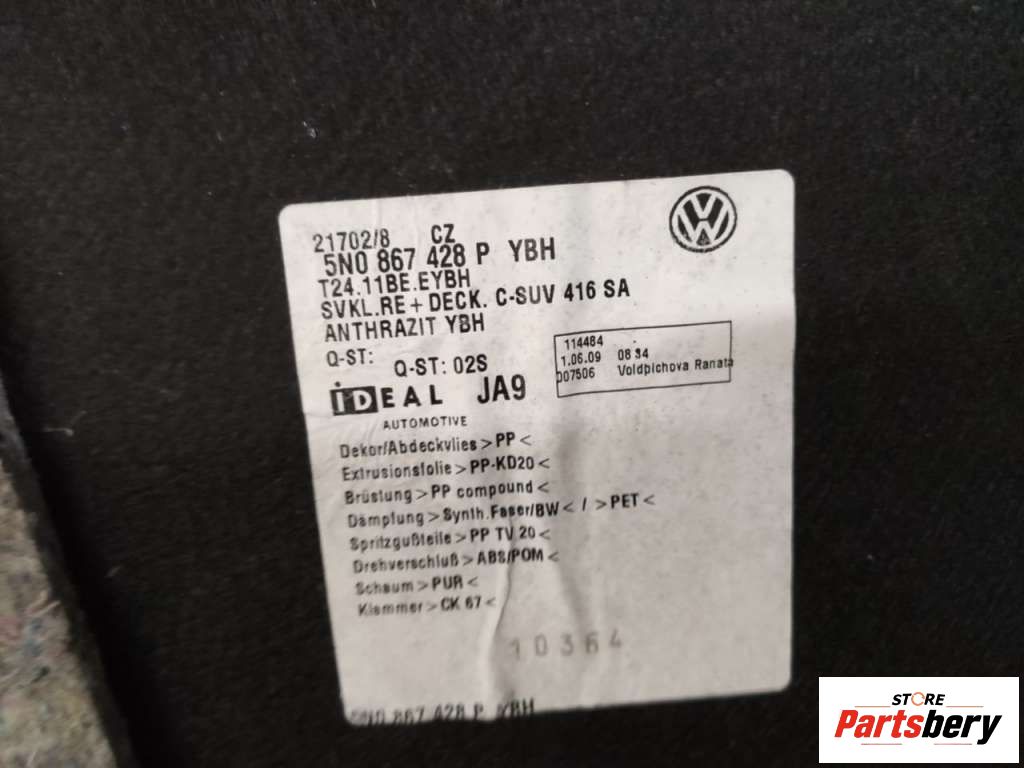 21702/8 CZ
5N0 867 428 P YBH
T24.11BE.EYBH
SVKL.RE + DECK. C-SUV 416 SA
ANTHRAZIT YBH
Q-ST: Q-ST: 02S
114484
1.06.09 08 34
007506 Voldpichova Ranata
iDEAL JA9
AUTOMOTIVE
Dekor/Abdeckvlies > PP <
Extrusionsfolie > PP-KD20 <
Brüstung > PP compound <
Dämpfung > Synth.Faser/BW < / > PET <
Spritzgußteile > PP TV 20 <
Drehverschluß > ABS/POM <
Schaum > PUR <
Klammer > CK 67 <
10364
5N0 867 428 P YBH
STORE
Partsbery